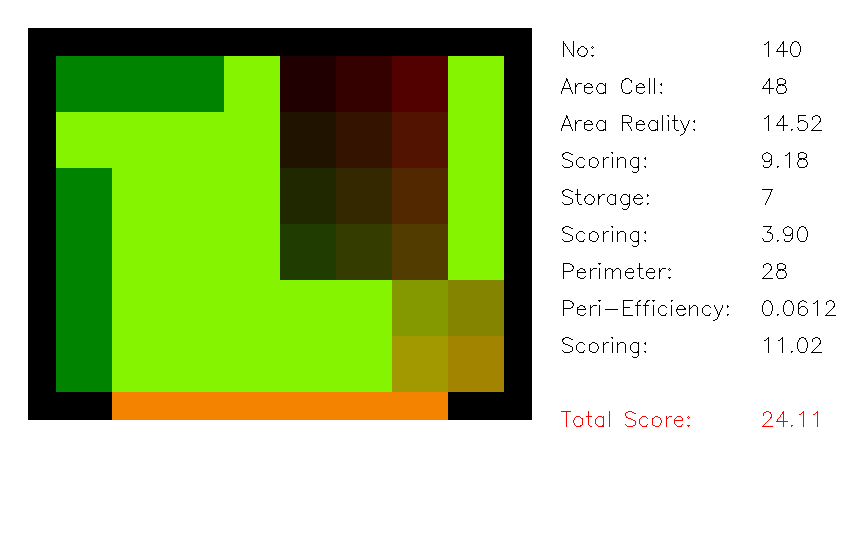 No: 140
Area Cell: 48
Area Reality: 14.52
Scoring: 9.18
Storage: 7
Scoring: 3.90
Perimeter: 28
Peri-Efficiency: 0.0612
Scoring: 11.02
Total Score: 24.11